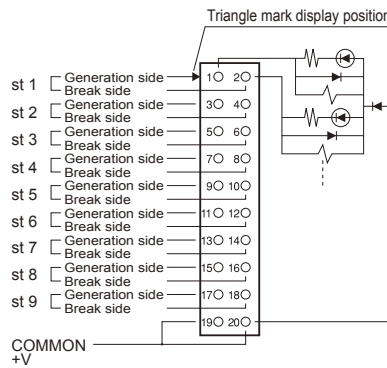 Triangle mark display position
st 1 Generation side 1 2
Break side
st 2 Generation side 3 4
Break side
st 3 Generation side 5 6
Break side
st 4 Generation side 7 8
Break side
st 5 Generation side 9 10
Break side
st 6 Generation side 11 12
Break side
st 7 Generation side 13 14
Break side
st 8 Generation side 15 16
Break side
st 9 Generation side 17 18
Break side
19 20
COMMON
+V